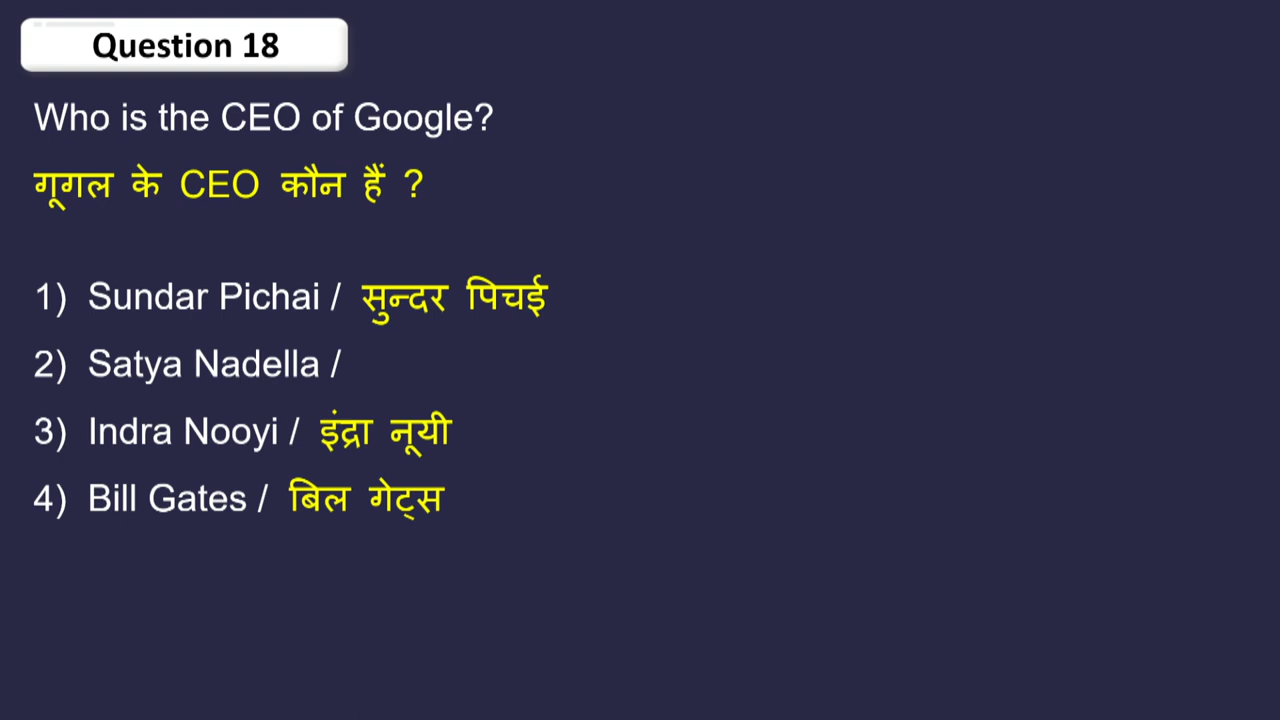 Question 18
Who is the CEO of Google?
गूगल के CEO कौन हैं ?
1) Sundar Pichai / सुन्दर पिचई
2) Satya Nadella /
3) Indra Nooyi / इंद्रा नूयी
4) Bill Gates / बिल गेट्स